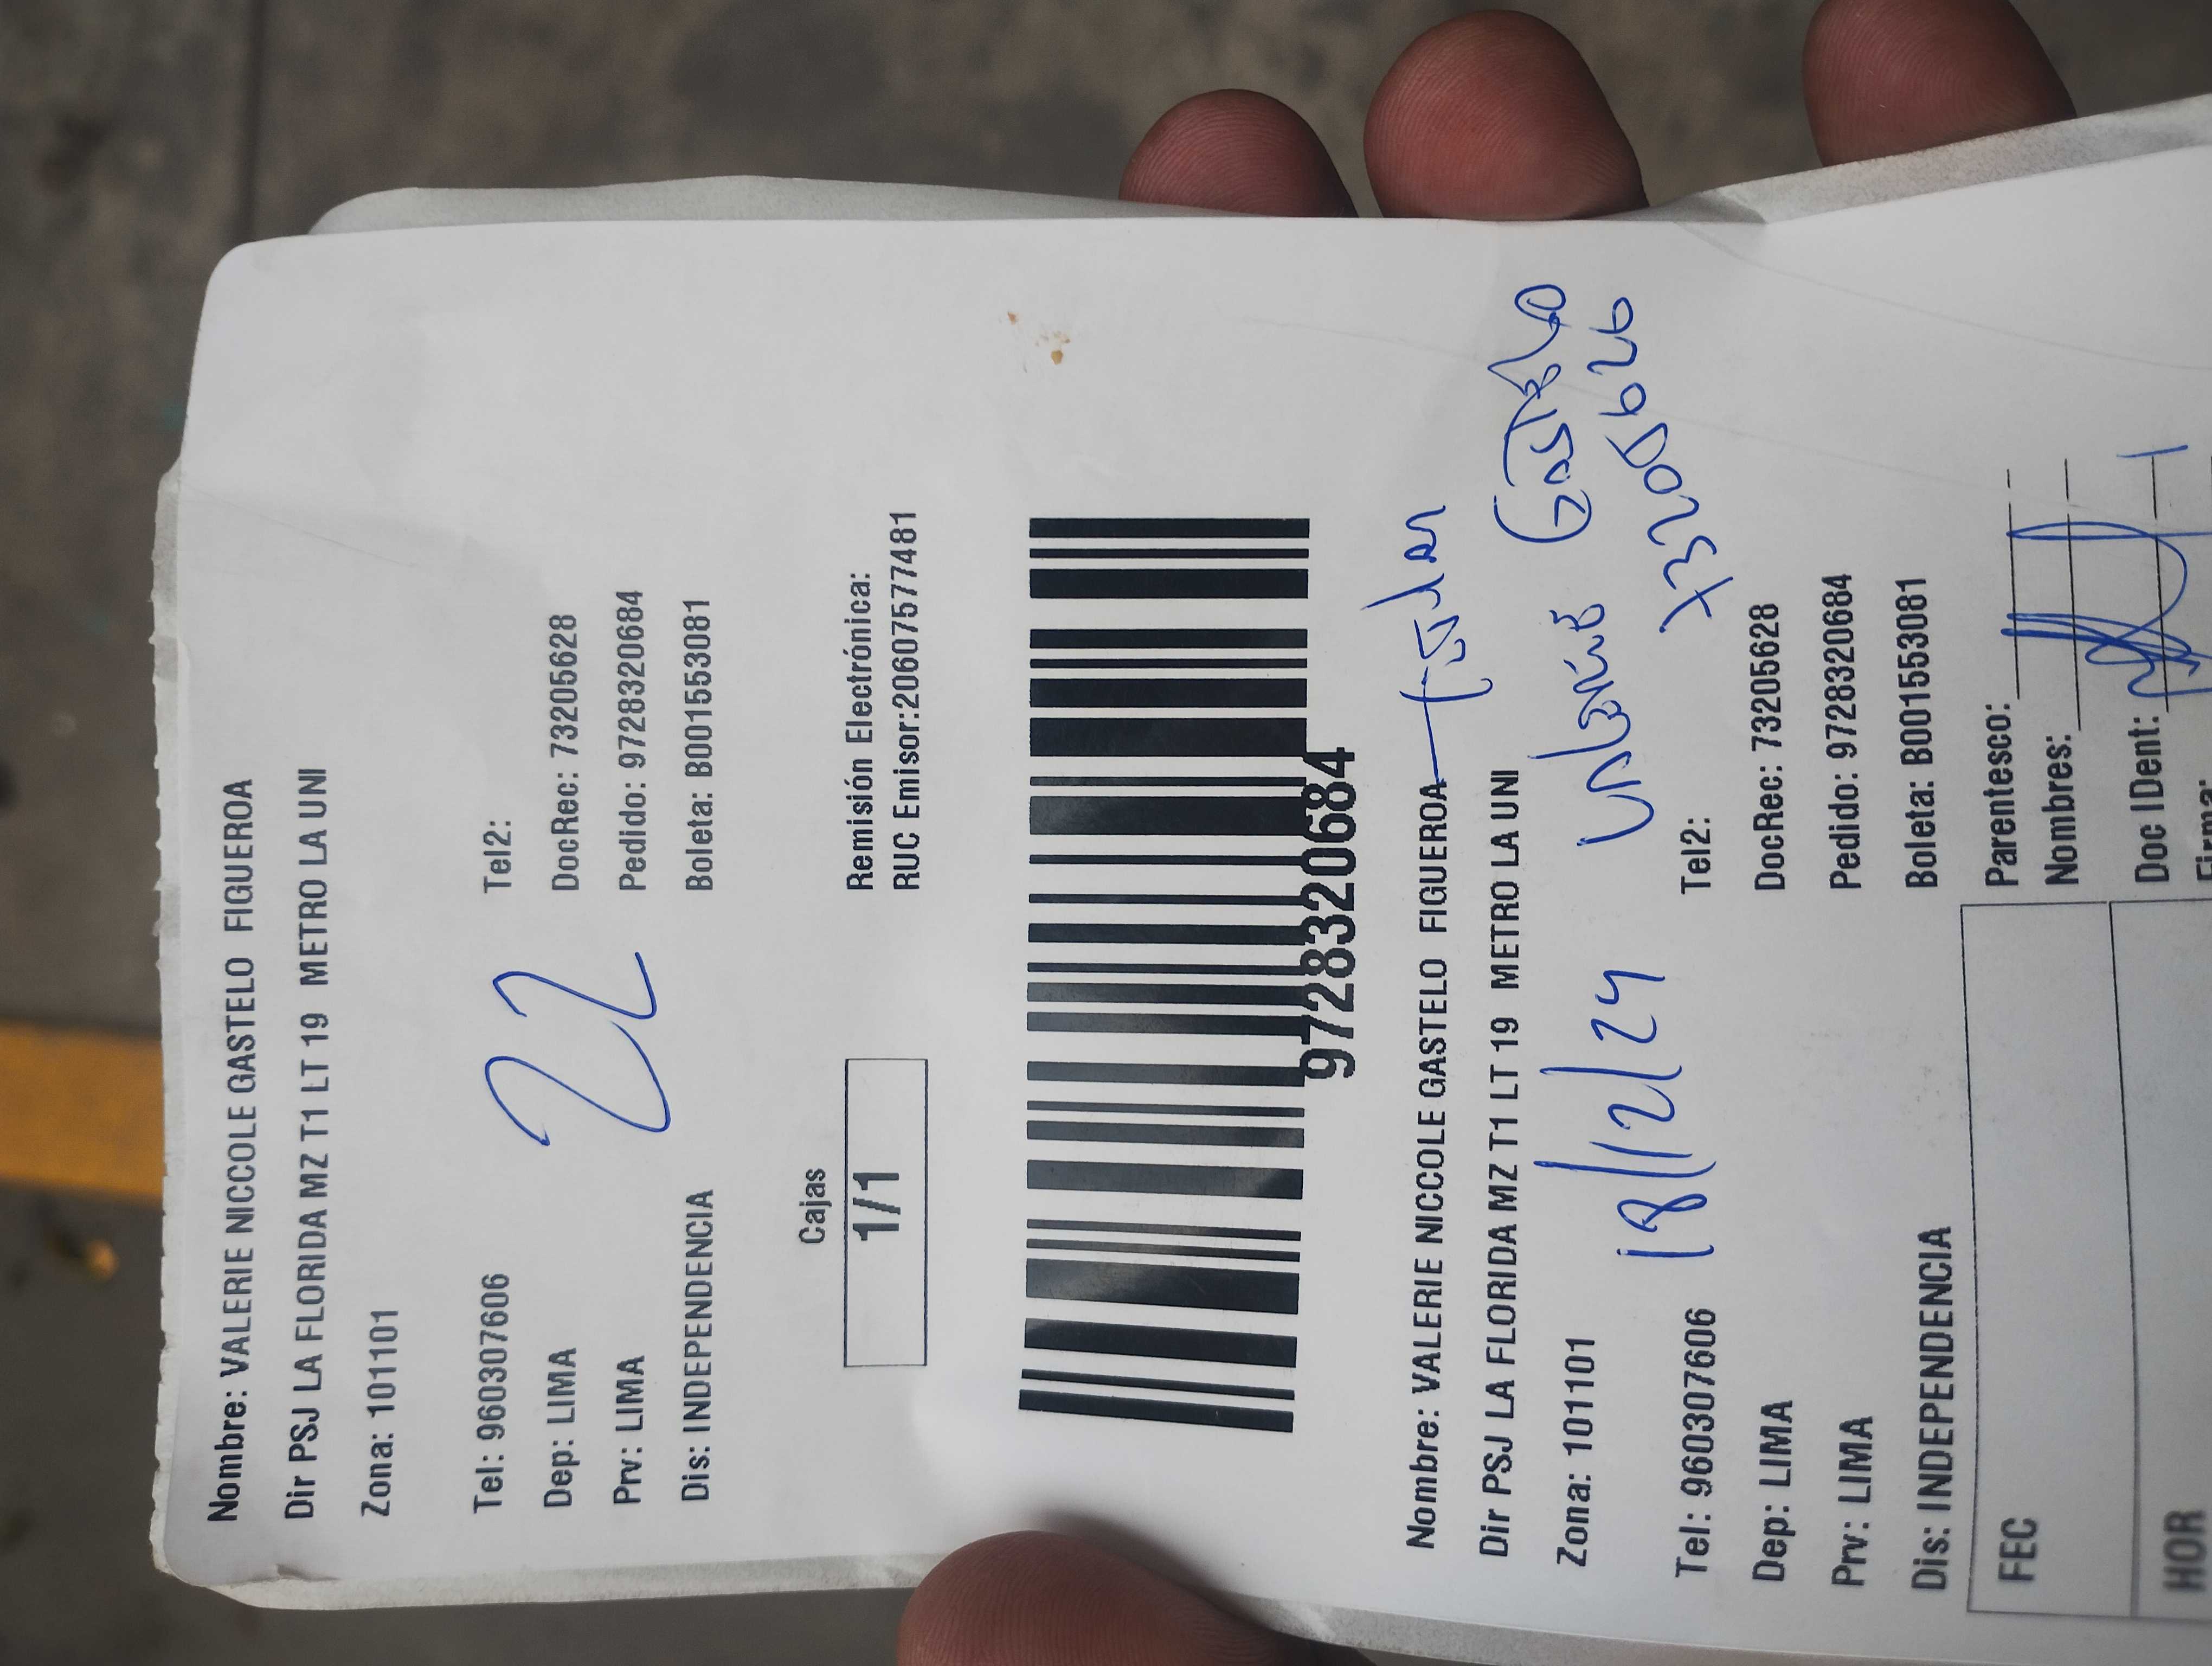 Nombre: VALERIE NICCOLE GASTELO FIGUEROA
Dir PSJ LA FLORIDA MZ T1 LT 19 METRO LA UNI
Zona: 101101
Tel: 960307606 Tel2:
Dep: LIMA DocRec: 73205628
Prv: LIMA Pedido: 9728320684
Dis: INDEPENDENCIA Boleta: B001553081
22
Cajas
1/1
Remisión Electrónica:
RUC Emisor:20607577481
9728320684
Nombre: VALERIE NICCOLE GASTELO FIGUEROA
Dir PSJ LA FLORIDA MZ T1 LT 19 METRO LA UNI
Zona: 101101
18/12/24
Tel: 960307606 Tel2:
Dep: LIMA DocRec: 73205628
Prv: LIMA Pedido: 9728320684
Dis: INDEPENDENCIA Boleta: B001553081
FEC Parentesco:
Nombres:
HOR Doc IDent: